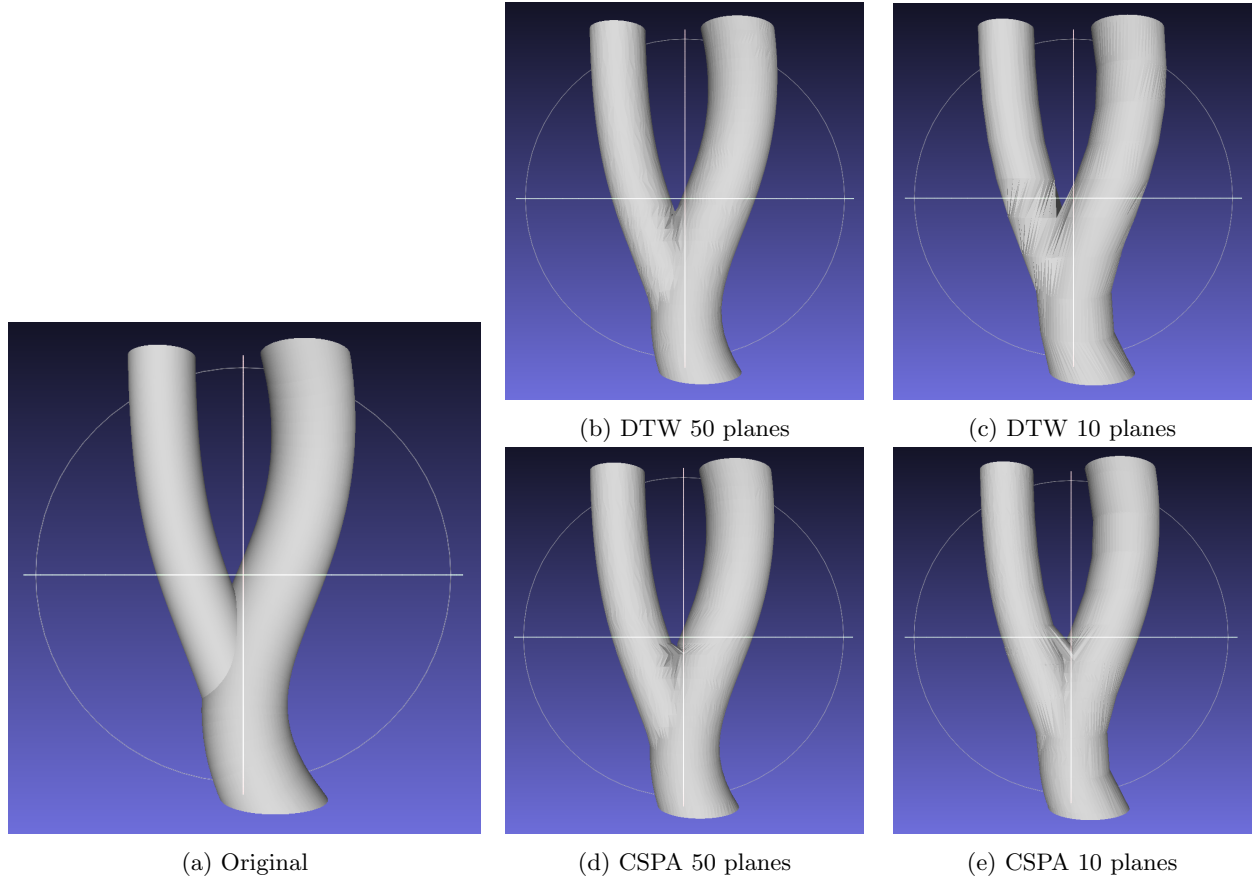 (b) DTW 50 planes
(c) DTW 10 planes
(a) Original
(d) CSPA 50 planes
(e) CSPA 10 planes